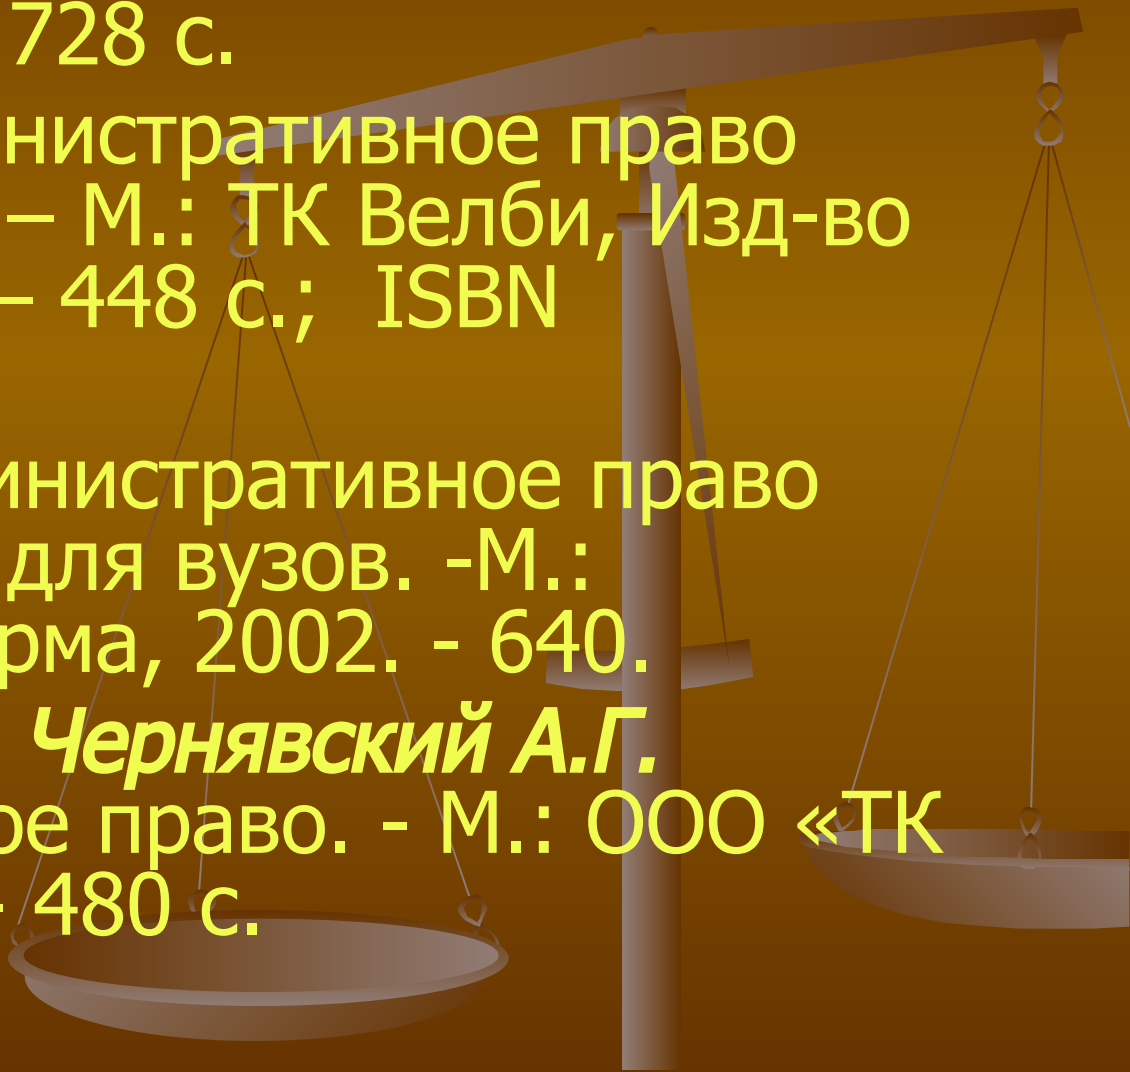 728 с.
нистративное право
– М.: ТК Велби, Изд-во
– 448 с.; ISBN
инистративное право
для вузов. -М.:
рма, 2002. - 640.
Чернявский А.Г.
ое право. - М.: ООО «ТК
- 480 с.